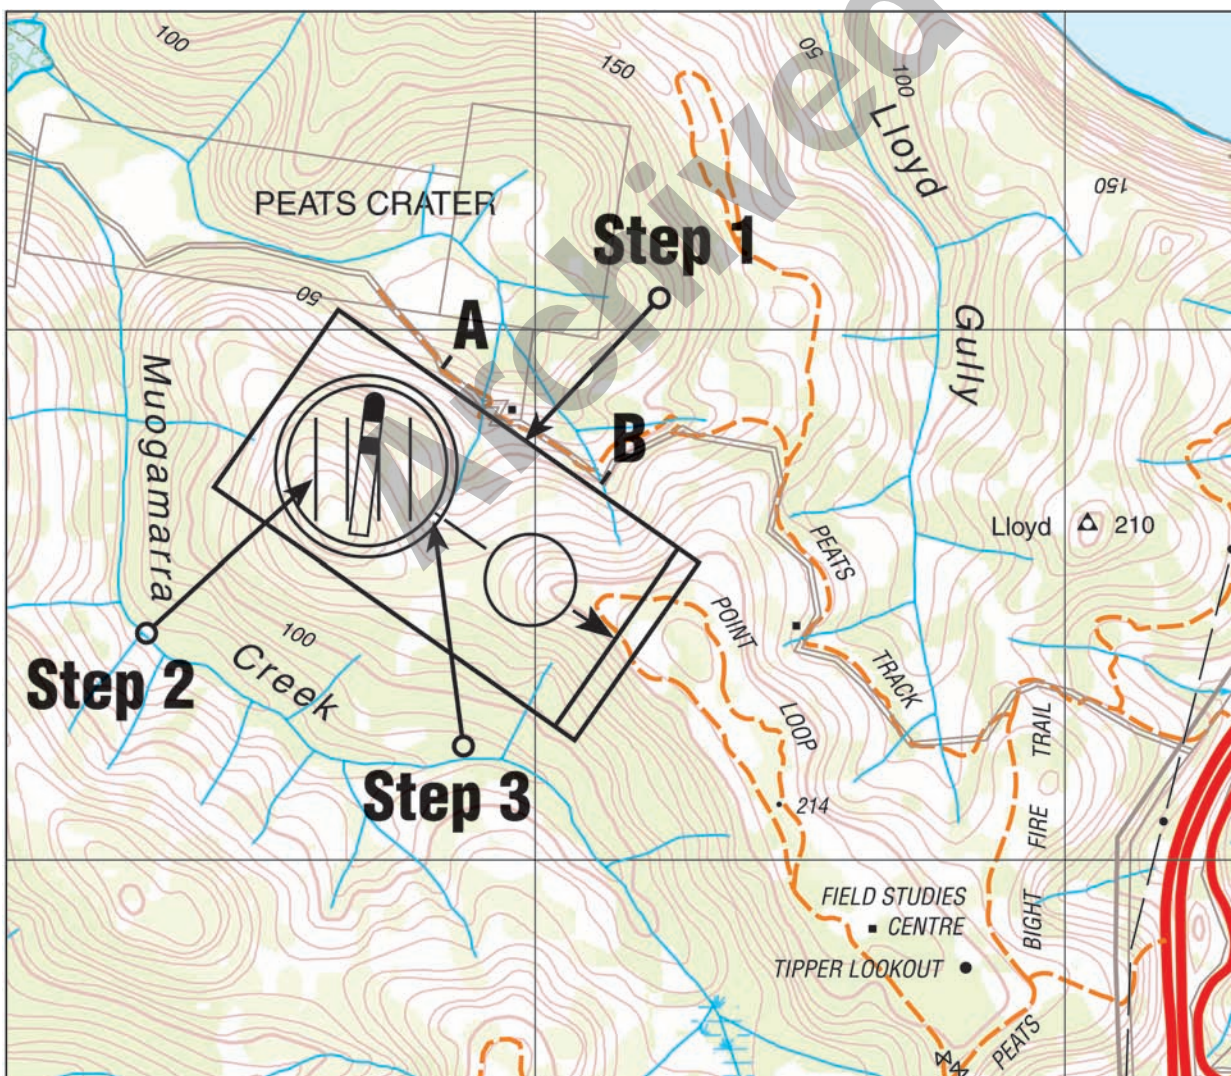 100
150
50
100
Lloyd
150
PEATS CRATER
Step 1
50
A
Gully
Muogamarra
B
Lloyd
210
PEATS
POINT
100
Creek
TRACK
Step 2
LOOP
TRAIL
Step 3
214
FIRE
FIELD STUDIES
CENTRE
BIGHT
TIPPER LOOKOUT
PEATS
Archived